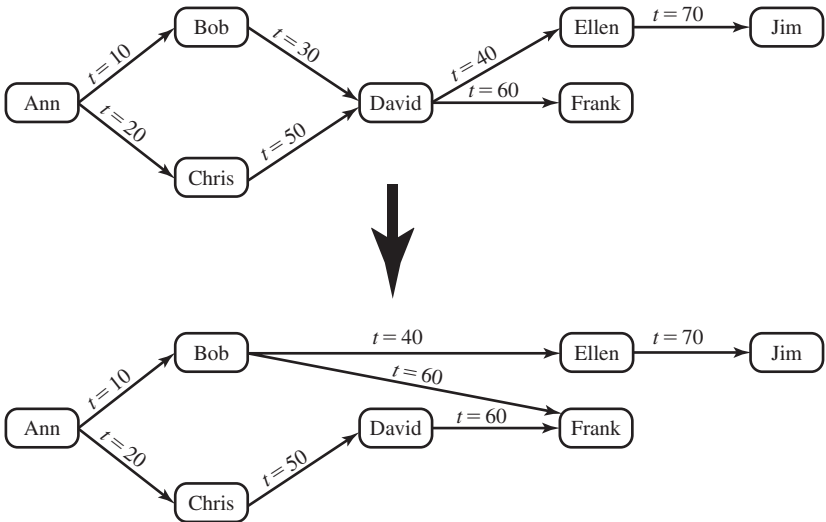 Bob
Ellen
t = 70
Jim
t = 10
t = 30
t = 40
Ann
David
t = 60
Frank
t = 20
t = 50
Chris
Bob
t = 40
Ellen
t = 70
Jim
t = 10
t = 60
Ann
David
t = 60
Frank
t = 20
t = 50
Chris